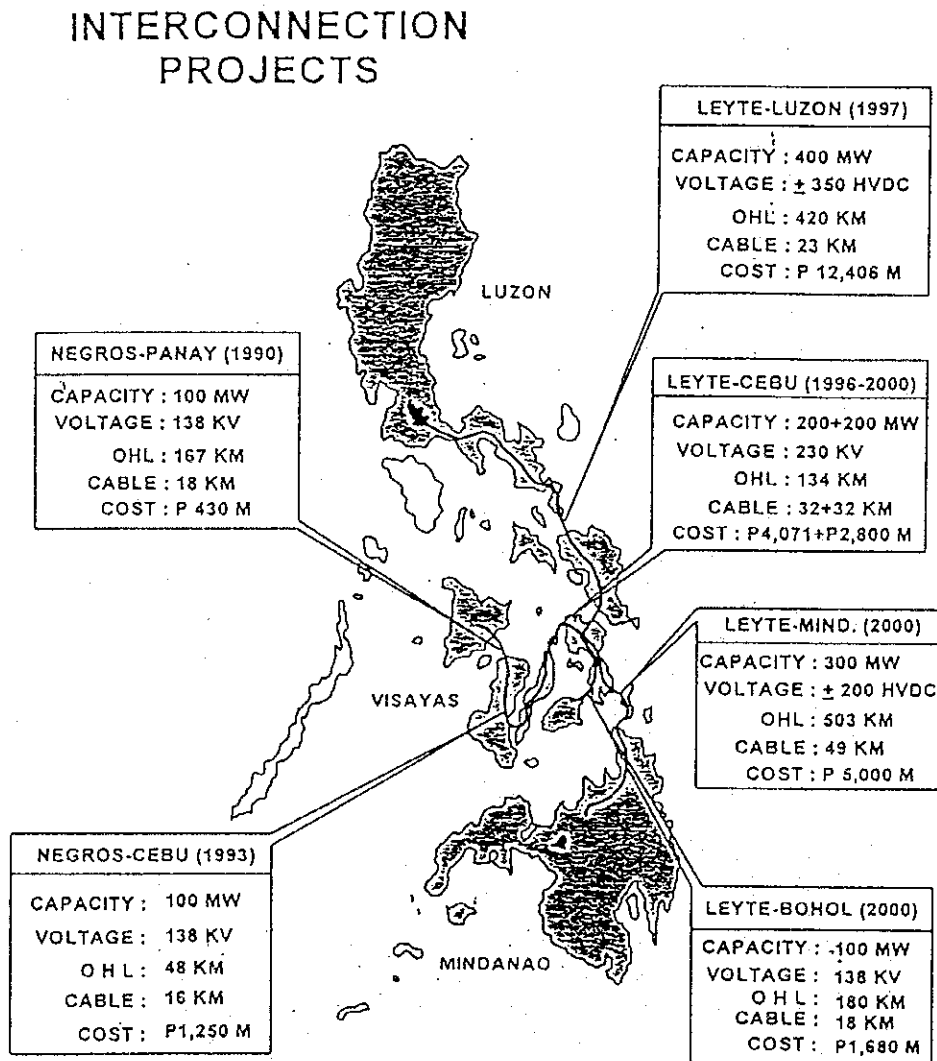 INTERCONNECTION
PROJECTS
LEYTE-LUZON (1997)
CAPACITY : 400 MW
VOLTAGE : ± 350 HVDC
OHL : 420 KM
CABLE : 23 KM
COST : P 12,406 M
LUZON
NEGROS-PANAY (1990)
CAPACITY : 100 MW
VOLTAGE : 138 KV
OHL : 167 KM
CABLE : 18 KM
COST : P 430 M
LEYTE-CEBU (1996-2000)
CAPACITY : 200+200 MW
VOLTAGE : 230 KV
OHL : 134 KM
CABLE : 32+32 KM
COST : P4,071+P2,800 M
LEYTE-MIND. (2000)
CAPACITY : 300 MW
VOLTAGE : ± 200 HVDC
OHL : 503 KM
CABLE : 49 KM
COST : P 5,000 M
VISAYAS
NEGROS-CEBU (1993)
CAPACITY : 100 MW
VOLTAGE : 138 KV
O H L : 48 KM
CABLE : 16 KM
COST : P1,250 M
MINDANAO
LEYTE-BOHOL (2000)
CAPACITY : 100 MW
VOLTAGE : 138 KV
O H L : 180 KM
CABLE : 18 KM
COST : P1,680 M